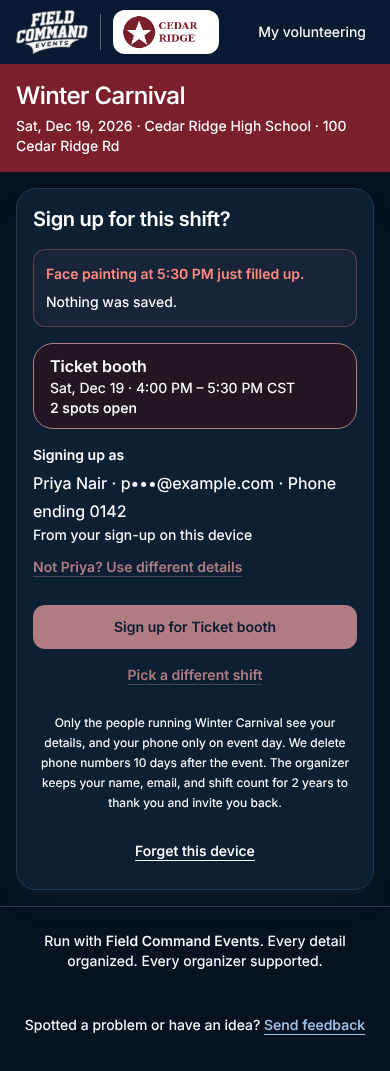 FIELD
COMMAND
EVENTS
CEDAR
RIDGE
My volunteering
Winter Carnival
Sat, Dec 19, 2026 · Cedar Ridge High School · 100
Cedar Ridge Rd
Sign up for this shift?
Face painting at 5:30 PM just filled up.
Nothing was saved.
Ticket booth
Sat, Dec 19 · 4:00 PM – 5:30 PM CST
2 spots open
Signing up as
Priya Nair · p•••@example.com · Phone
ending 0142
From your sign-up on this device
Not Priya? Use different details
Sign up for Ticket booth
Pick a different shift
Only the people running Winter Carnival see your
details, and your phone only on event day. We delete
phone numbers 10 days after the event. The organizer
keeps your name, email, and shift count for 2 years to
thank you and invite you back.
Forget this device
Run with Field Command Events. Every detail
organized. Every organizer supported.
Spotted a problem or have an idea? Send feedback